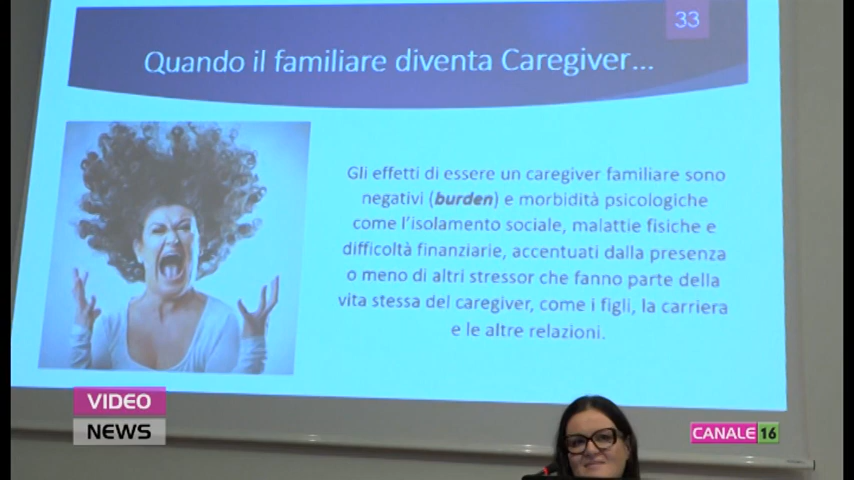 33
Quando il familiare diventa Caregiver...
Gli effetti di essere un caregiver familiare sono
negativi (burden) e morbidità psicologiche
come l'isolamento sociale, malattie fisiche e
difficoltà finanziarie, accentuati dalla presenza
o meno di altri stressor che fanno parte della
vita stessa del caregiver, come i figli, la carriera
e le altre relazioni.
VIDEO
NEWS
CANALE 16